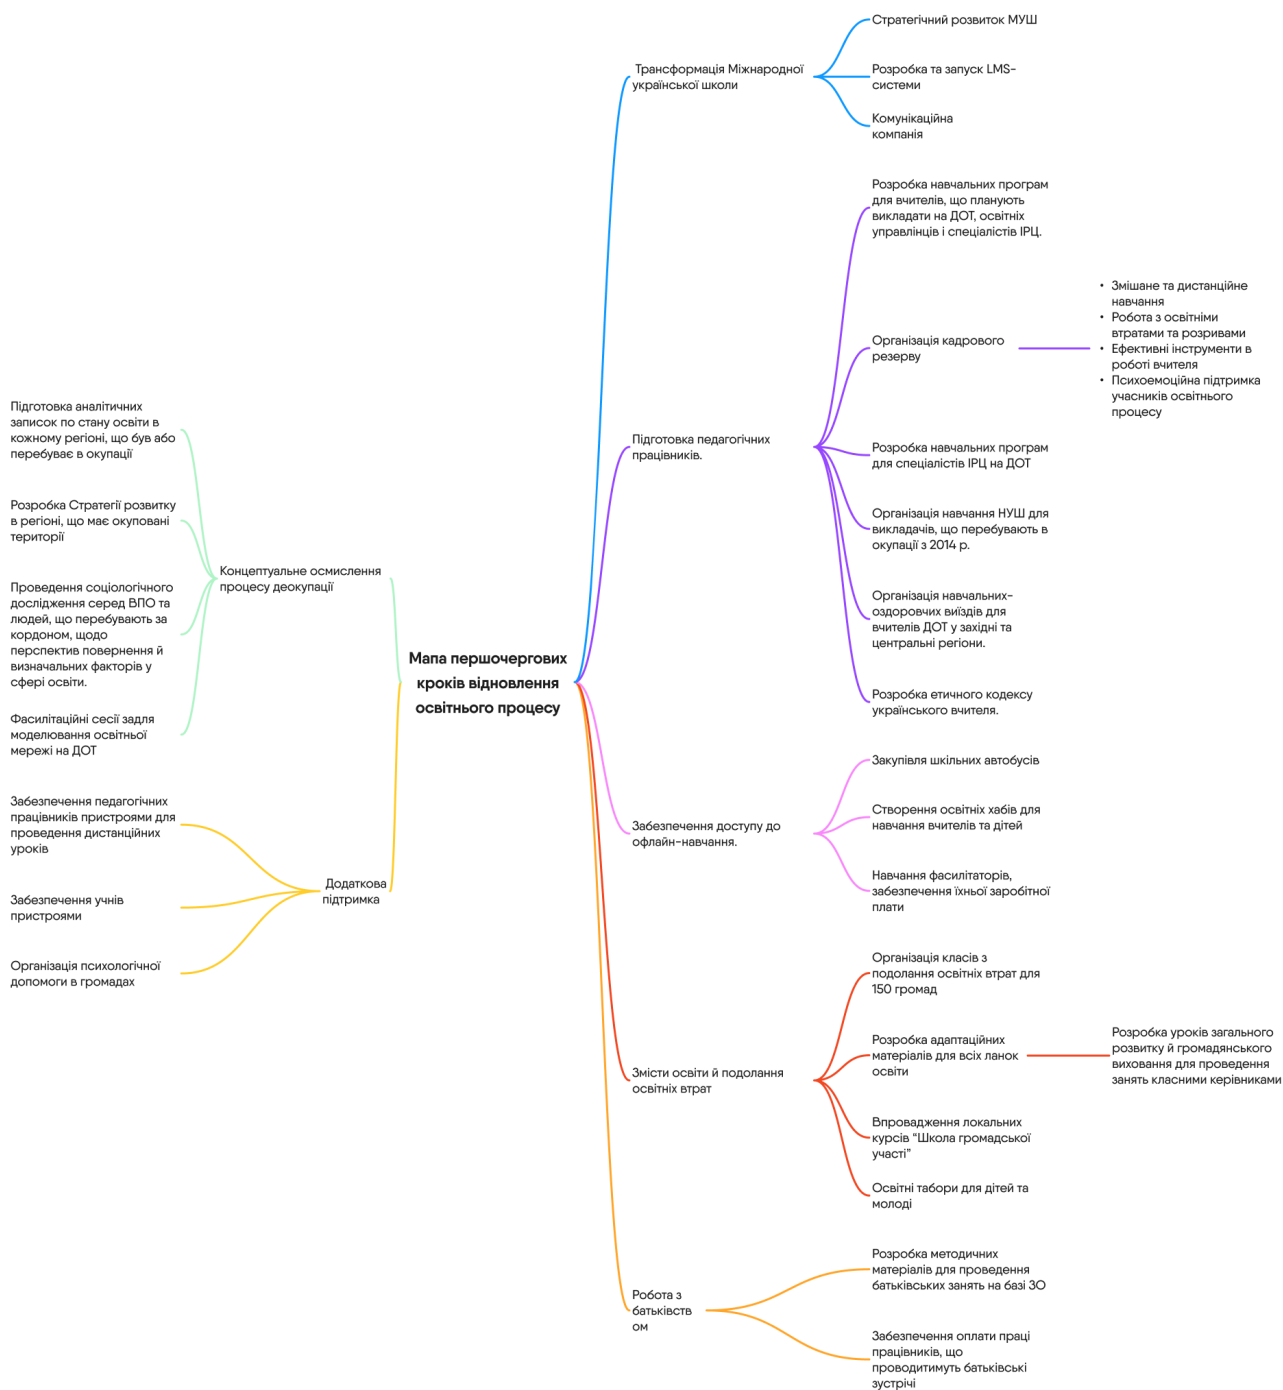 Мапа першочергових
кроків відновлення
освітнього процесу
Трансформація Міжнародної
української школи
Стратегічний розвиток МУШ
Розробка та запуск LMS-
системи
Комунікаційна
компанія
Підготовка педагогічних
працівників.
Розробка навчальних програм
для вчителів, що планують
викладати на ДОТ, освітніх
управлінців і спеціалістів ІРЦ.
Організація кадрового
резерву
• Змішане та дистанційне
навчання
• Робота з освітніми
втратами та розривами
• Ефективні інструменти в
роботі вчителя
• Психоемоційна підтримка
учасників освітнього
процесу
Розробка навчальних програм
для спеціалістів ІРЦ на ДОТ
Організація навчання НУШ для
викладачів, що перебувають в
окупації з 2014 р.
Організація навчальних-
оздоровчих виїздів для
вчителів ДОТ у західні та
центральні регіони.
Розробка етичного кодексу
українського вчителя.
Забезпечення доступу до
офлайн-навчання.
Закупівля шкільних автобусів
Створення освітніх хабів для
навчання вчителів та дітей
Навчання фасилітаторів,
забезпечення їхньої заробітної
плати
Змісти освіти й подолання
освітніх втрат
Організація класів з
подолання освітніх втрат для
150 громад
Розробка адаптаційних
матеріалів для всіх ланок
освіти
Розробка уроків загального
розвитку й громадянського
виховання для проведення
занять класними керівниками
Впровадження локальних
курсів “Школа громадської
участі”
Освітні табори для дітей та
молоді
Робота з
батьківств
ом
Розробка методичних
матеріалів для проведення
батьківських занять на базі ЗО
Забезпечення оплати праці
працівників, що
проводитимуть батьківські
зустрічі
Концептуальне осмислення
процесу деокупації
Підготовка аналітичних
записок по стану освіти в
кожному регіоні, що був або
перебуває в окупації
Розробка Стратегії розвитку
в регіоні, що має окуповані
території
Проведення соціологічного
дослідження серед ВПО та
людей, що перебувають за
кордоном, щодо
перспектив повернення й
визначальних факторів у
сфері освіти.
Фасилітаційні сесії задля
моделювання освітньої
мережі на ДОТ
Додаткова
підтримка
Забезпечення педагогічних
працівників пристроями для
проведення дистанційних
уроків
Забезпечення учнів
пристроями
Організація психологічної
допомоги в громадах